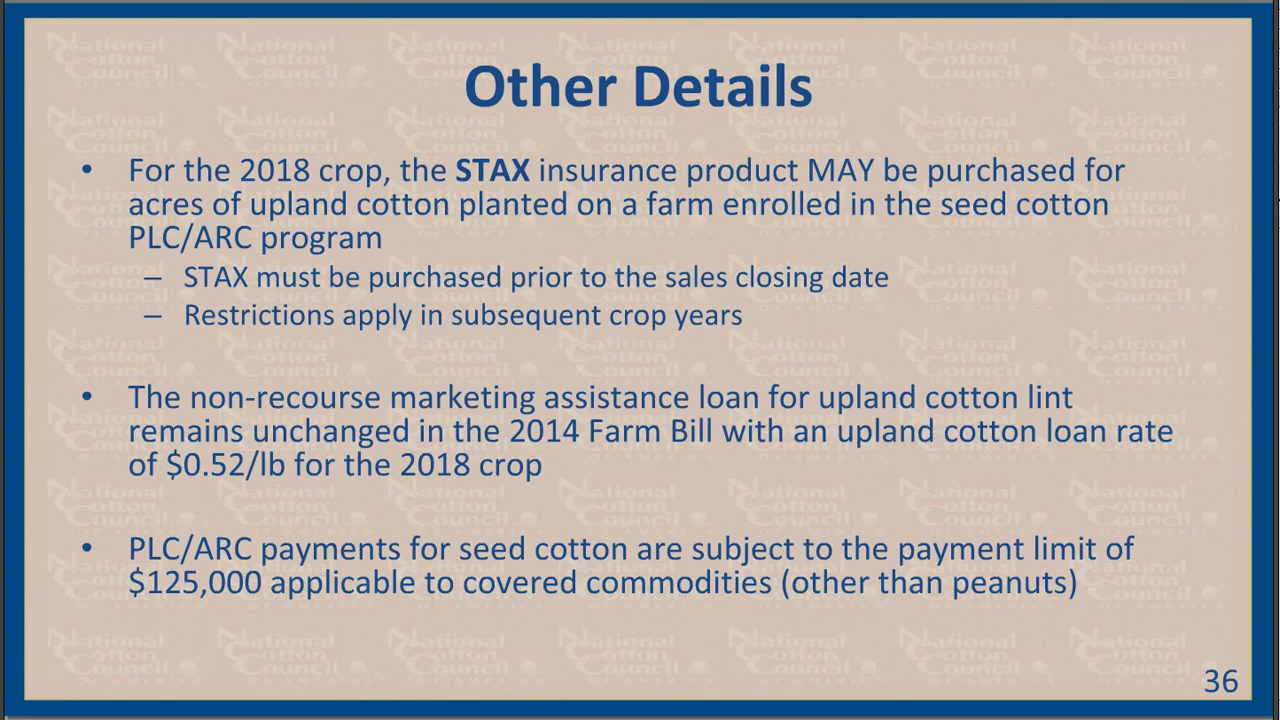 Other Details
• For the 2018 crop, the STAX insurance product MAY be purchased for
acres of upland cotton planted on a farm enrolled in the seed cotton
PLC/ARC program
– STAX must be purchased prior to the sales closing date
– Restrictions apply in subsequent crop years
• The non-recourse marketing assistance loan for upland cotton lint
remains unchanged in the 2014 Farm Bill with an upland cotton loan rate
of $0.52/lb for the 2018 crop
• PLC/ARC payments for seed cotton are subject to the payment limit of
$125,000 applicable to covered commodities (other than peanuts)
36
National
Cotton
Council
OF AMERICA